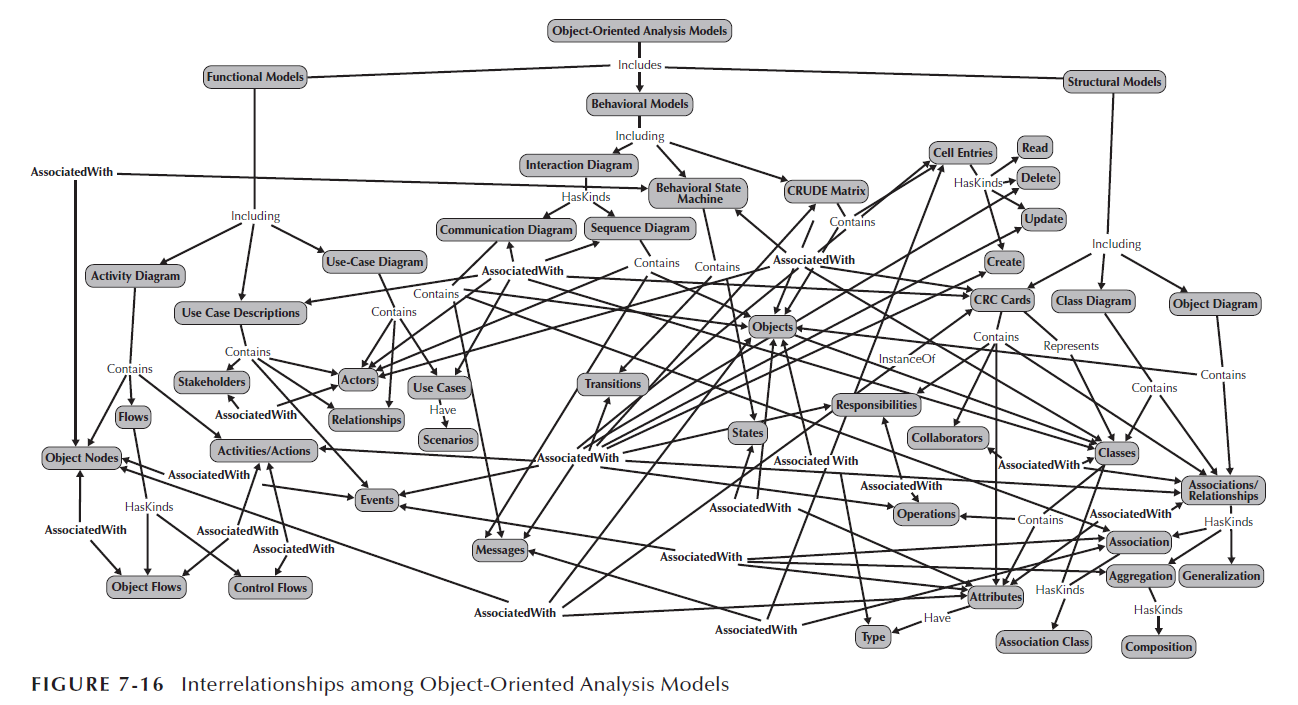 Object-Oriented Analysis Models
Includes
Functional Models
Structural Models
Behavioral Models
Including
Interaction Diagram
Cell Entries
Read
AssociatedWith
Behavioral State
Machine
CRUDE Matrix
HasKinds
Delete
HasKinds
Including
Communication Diagram
Sequence Diagram
Contains
Update
Including
Activity Diagram
Use-Case Diagram
AssociatedWith
Contains
Contains
AssociatedWith
Create
Use Case Descriptions
Contains
Contains
CRC Cards
Class Diagram
Object Diagram
Objects
Contains
Represents
Contains
InstanceOf
Contains
Stakeholders
Actors
Use Cases
Transitions
Contains
Contains
Flows
AssociatedWith
Relationships
Have
Scenarios
Responsibilities
States
Collaborators
Object Nodes
Activities/Actions
AssociatedWith
Associated With
AssociatedWith
Classes
AssociatedWith
Events
AssociatedWith
Associations/
Relationships
HasKinds
AssociatedWith
Operations
Contains
AssociatedWith
HasKinds
AssociatedWith
AssociatedWith
AssociatedWith
Messages
AssociatedWith
Association
Object Flows
Control Flows
Aggregation
Generalization
Attributes
HasKinds
AssociatedWith
Have
HasKinds
AssociatedWith
Type
Association Class
Composition
FIGURE 7-16 Interrelationships among Object-Oriented Analysis Models